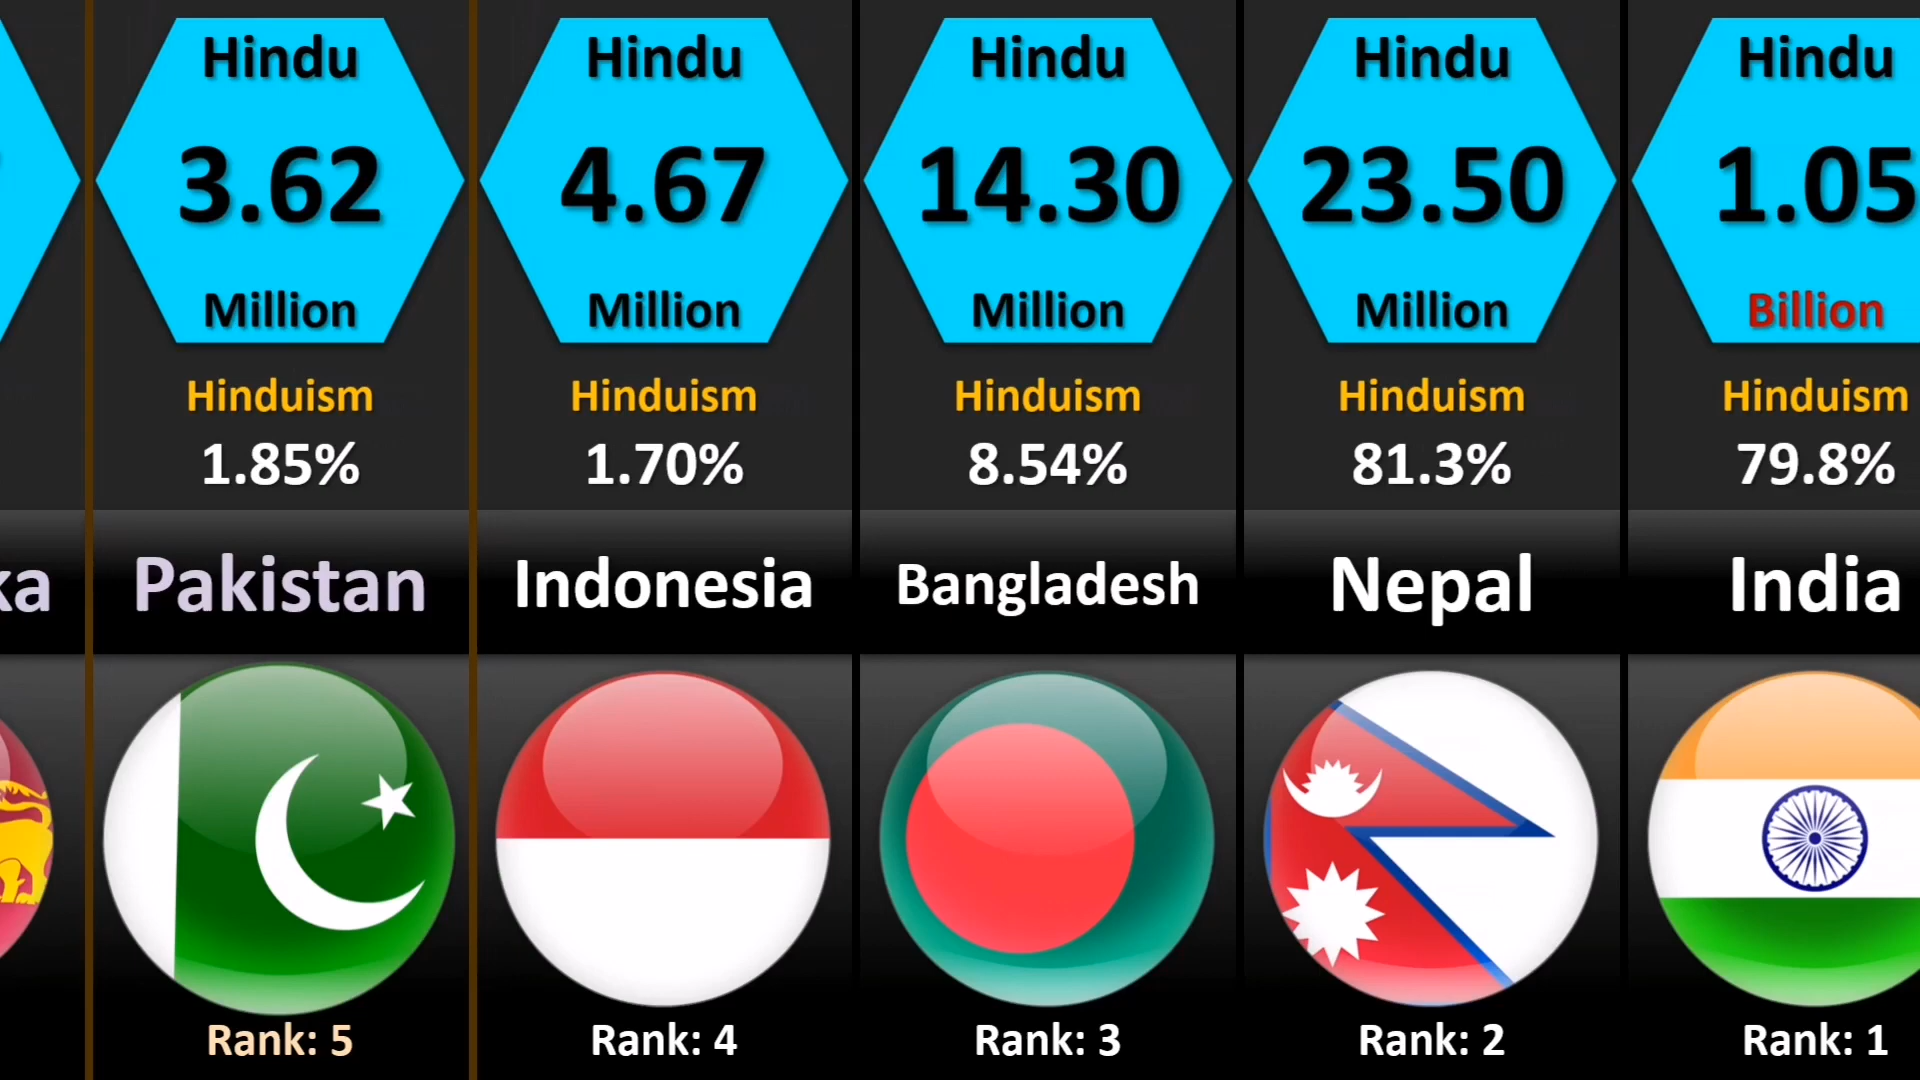 Hindu
3.62
Million
Hinduism
1.85%
Pakistan
Rank: 5
Hindu
4.67
Million
Hinduism
1.70%
Indonesia
Rank: 4
Hindu
14.30
Million
Hinduism
8.54%
Bangladesh
Rank: 3
Hindu
23.50
Million
Hinduism
81.3%
Nepal
Rank: 2
Hindu
1.05
Billion
Hinduism
79.8%
India
Rank: 1